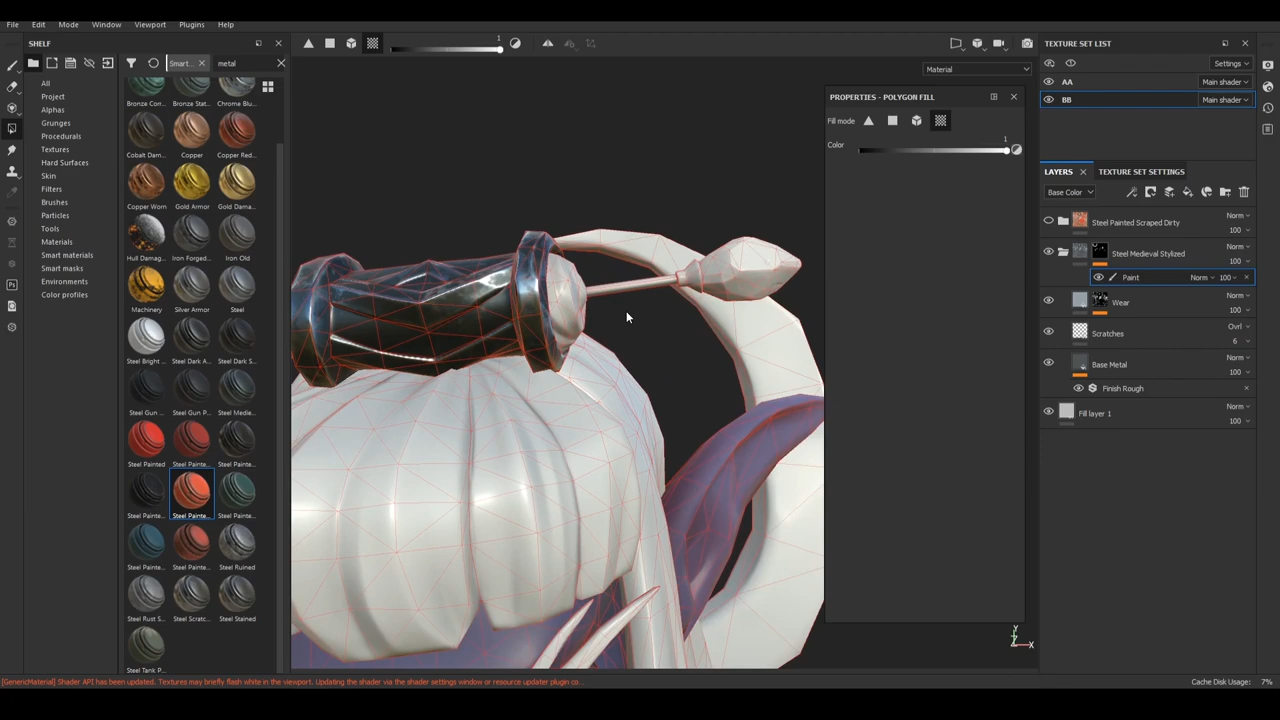 File Edit Mode Window Viewport Plugins Help
SHELF
Smart... metal
All
Project
Alphas
Grunges
Procedurals
Textures
Hard Surfaces
Skin
Filters
Brushes
Particles
Tools
Materials
Smart materials
Smart masks
Environments
Color profiles
Bronze Cor... Bronze Stat... Chrome Blu...
Cobalt Dam... Copper Copper Red...
Copper Worn Gold Armor Gold Dama...
Hull Damag... Iron Forged... Iron Old
Machinery Silver Armor Steel
Steel Bright ... Steel Dark A... Steel Dark S...
Steel Gun ... Steel Gun P... Steel Medie...
Steel Painted Steel Painte... Steel Painte...
Steel Painte... Steel Painte... Steel Painte...
Steel Painte... Steel Painte... Steel Ruined
Steel Rust S... Steel Scratc... Steel Stained
Steel Tank P...
1
Material
PROPERTIES - POLYGON FILL
Fill mode
Color
1
Y
Z
X
TEXTURE SET LIST
Settings
AA Main shader
BB Main shader
LAYERS TEXTURE SET SETTINGS
Base Color
Steel Painted Scraped Dirty Norm
100
Steel Medieval Stylized Norm
100
Paint Norm 100
Wear Norm
100
Scratches Ovrl
6
Base Metal Norm
100
Finish Rough
Fill layer 1 Norm
100
[GenericMaterial] Shader API has been updated. Textures may briefly flash white in the viewport. Updating the shader via the shader settings window or resource updater plugin co...
Cache Disk Usage: 7%